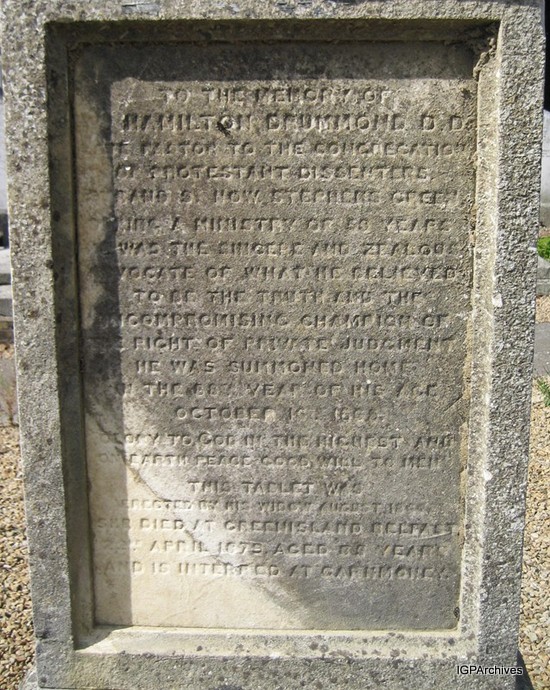 TO THE MEMORY OF
HAMILTON DRUMMOND D.D.
LATE PASTOR TO THE CONGREGATION
OF PROTESTANT DISSENTERS
STRAND ST NOW STEPHENS GREEN
DURING A MINISTRY OF YEARS
HE WAS THE SINCERE AND ZEALOUS
ADVOCATE OF WHAT HE BELIEVED
TO BE THE TRUTH AND THE
UNCOMPROMISING CHAMPION OF
THE RIGHT OF PRIVATE JUDGMENT
HE WAS SUMMONED HOME
IN THE YEAR OF HIS AGE
OCTOBER
GLORY TO GOD IN THE HIGHEST AND
ON EARTH PEACE GOOD WILL TO MEN
THIS TABLET WAS
ERECTED BY HIS WIDOW AUGUST
SHE DIED AT GREENISLAND BELFAST
APRIL AGED YEARS
AND IS INTERRED AT CARNMONEY.
IGPArchives